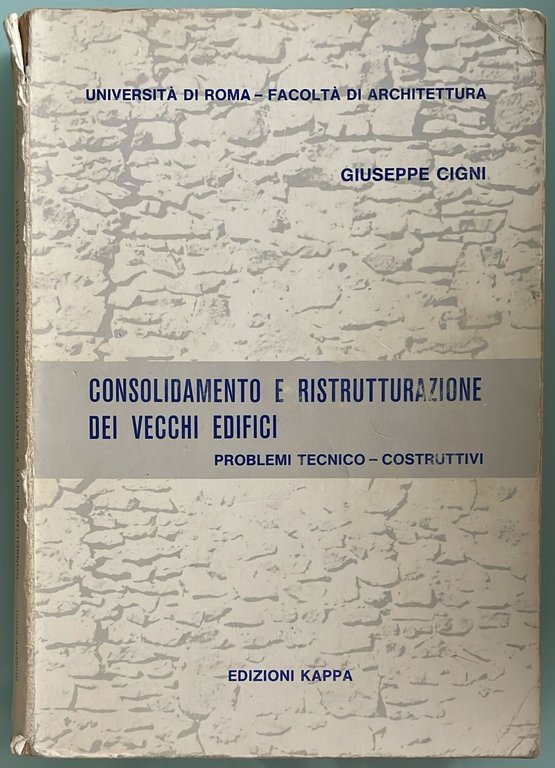 UNIVERSITÀ DI ROMA – FACOLTÀ DI ARCHITETTURA
GIUSEPPE CIGNI
CONSOLIDAMENTO E RISTRUTTURAZIONE
DEI VECCHI EDIFICI
PROBLEMI TECNICO – COSTRUTTIVI
EDIZIONI KAPPA